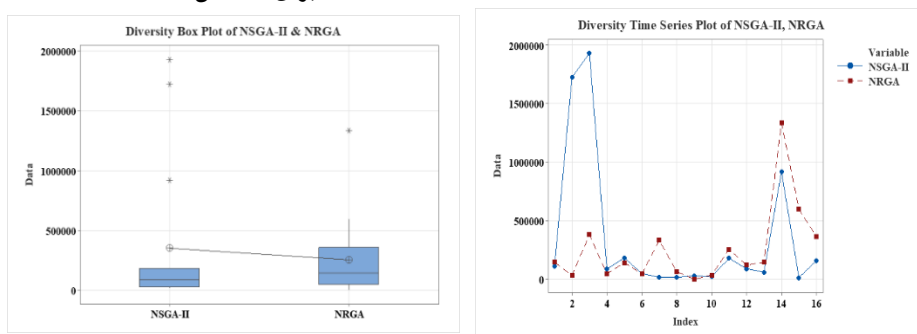 Diversity Box Plot of NSGA-II & NRGA
2000000
1500000
1000000
500000
0
Data
NSGA-II
NRGA
Diversity Time Series Plot of NSGA-II, NRGA
2000000
1500000
1000000
500000
0
Data
2 4 6 8 10 12 14 16
Index
Variable
NSGA-II
NRGA